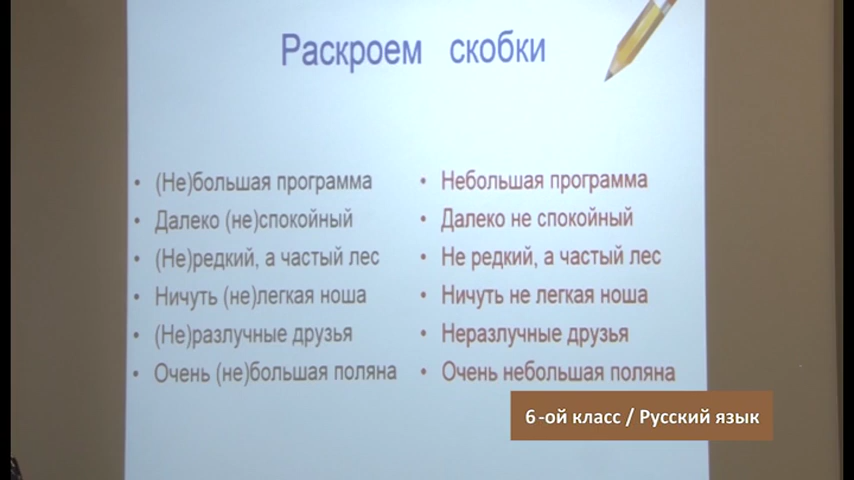 Раскроем скобки
• (Не)большая программа
• Далеко (не)спокойный
• (Не)редкий, а частый лес
• Ничуть (не)легкая ноша
• (Не)разлучные друзья
• Очень (не)большая поляна
• Небольшая программа
• Далеко не спокойный
• Не редкий, а частый лес
• Ничуть не легкая ноша
• Неразлучные друзья
• Очень небольшая поляна
6-ой класс / Русский язык